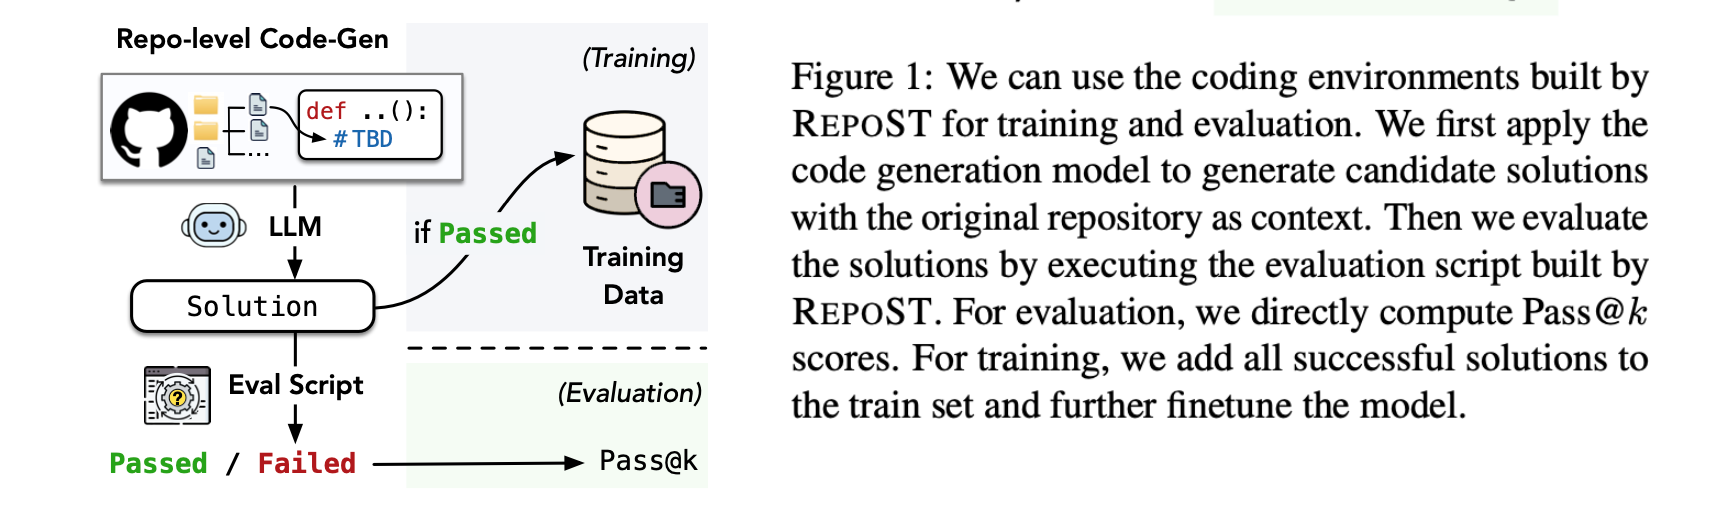 Repo-level Code-Gen
(Training)
def ..():
# TBD
LLM
if Passed
Training
Data
Solution
Eval Script
(Evaluation)
Passed / Failed
Pass@k
Figure 1: We can use the coding environments built by
REPOST for training and evaluation. We first apply the
code generation model to generate candidate solutions
with the original repository as context. Then we evaluate
the solutions by executing the evaluation script built by
REPOST. For evaluation, we directly compute Pass@k
scores. For training, we add all successful solutions to
the train set and further finetune the model.